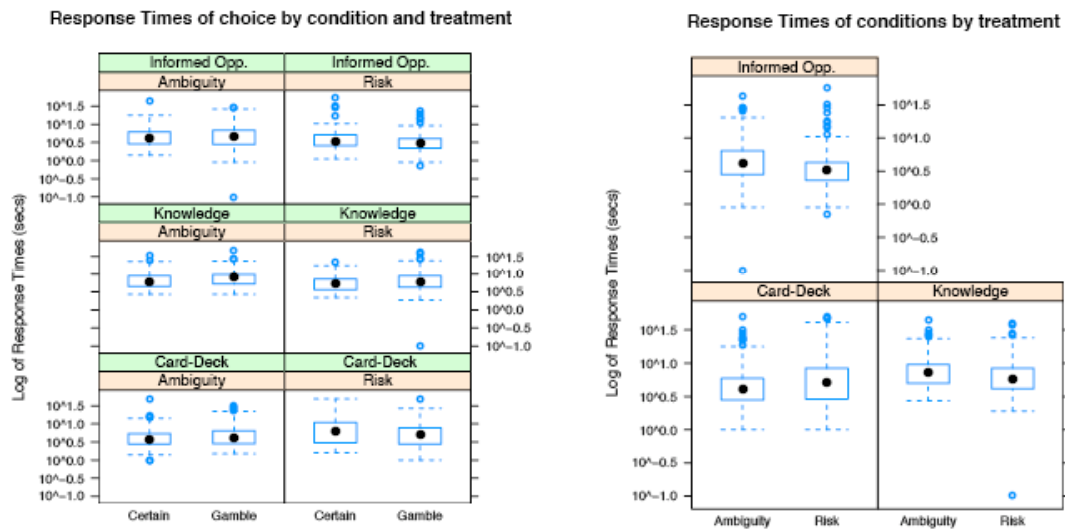 Response Times of choice by condition and treatment
Informed Opp. Informed Opp.
Ambiguity Risk
10^1.5
10^1.0
10^0.5
10^0.0
10^−0.5
10^−1.0
Knowledge Knowledge
Ambiguity Risk
10^1.5
10^1.0
10^0.5
10^0.0
10^−0.5
10^−1.0
Card-Deck Card-Deck
Ambiguity Risk
10^1.5
10^1.0
10^0.5
10^0.0
10^−0.5
10^−1.0
Certain Gamble Certain Gamble
Log of Response Times (secs)
Response Times of conditions by treatment
Informed Opp.
10^1.5
10^1.0
10^0.5
10^0.0
10^−0.5
10^−1.0
Card-Deck Knowledge
10^1.5
10^1.0
10^0.5
10^0.0
10^−0.5
10^−1.0
Ambiguity Risk Ambiguity Risk
Log of Response Times (secs)